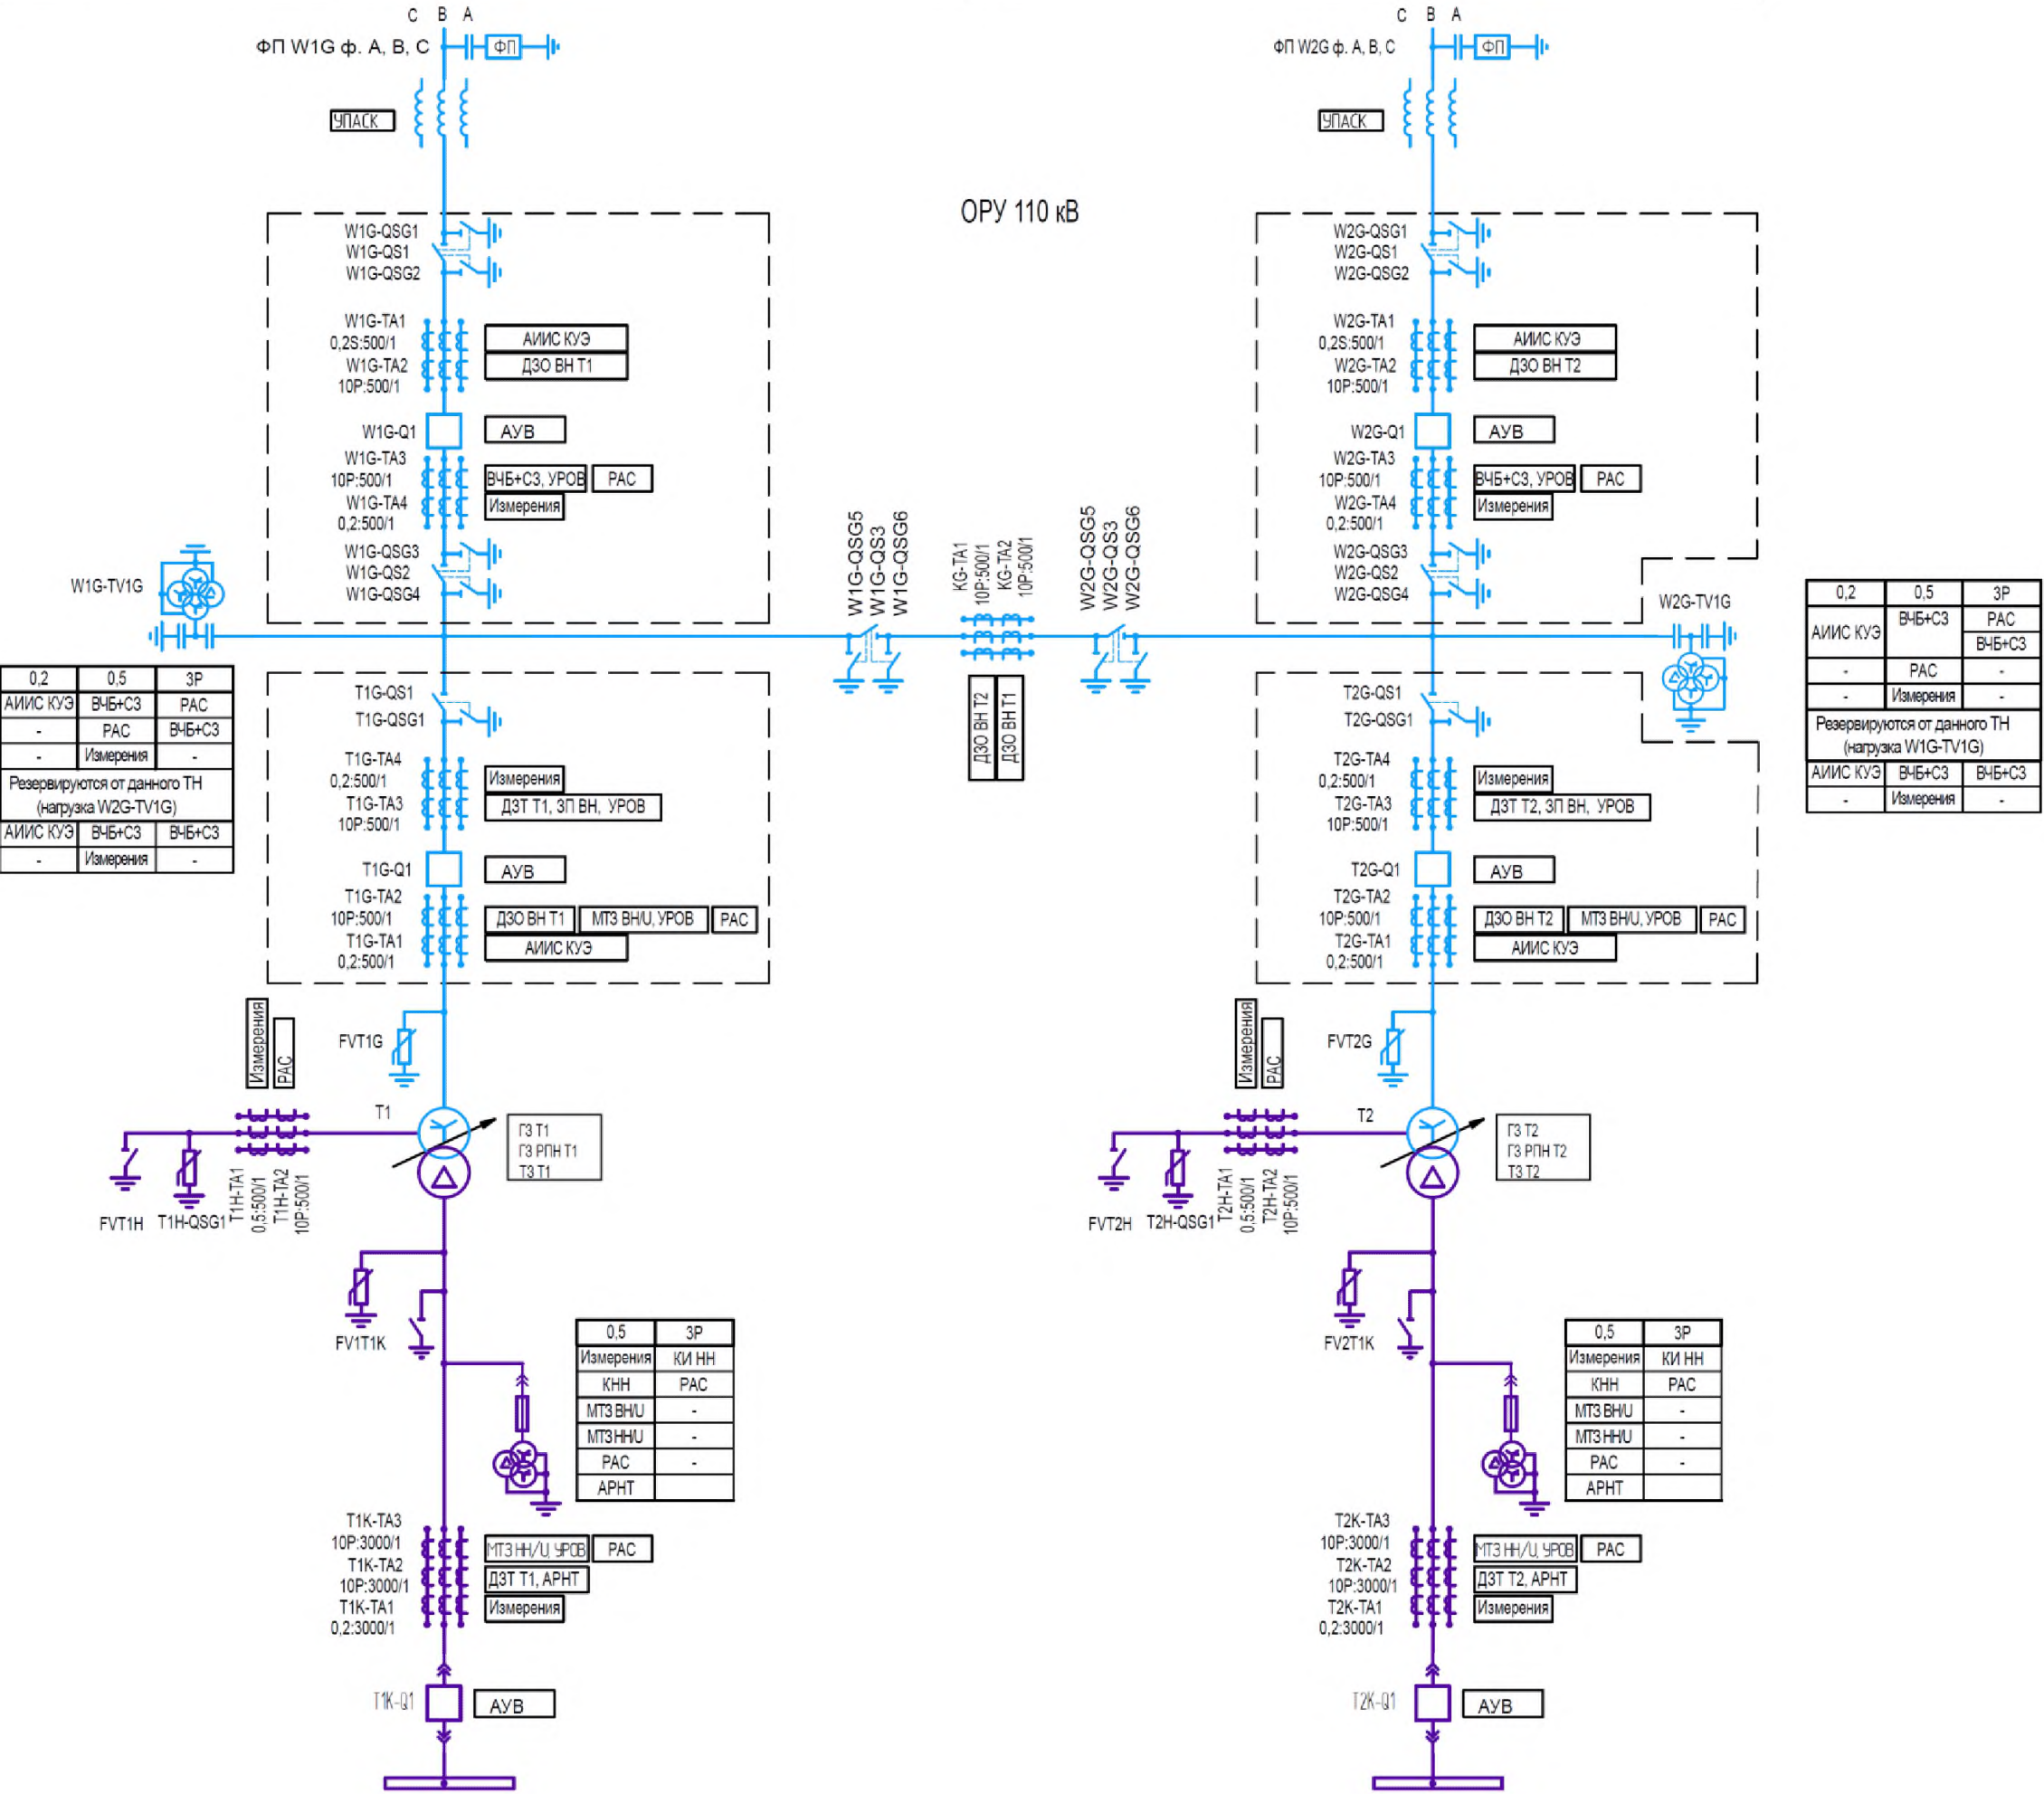 C B A
ФП W1G ф. A, B, C
ФП
УПАСК
C B A
ФП W2G ф. A, B, C
ФП
УПАСК
ОРУ 110 кВ
W1G-QSG1
W1G-QS1
W1G-QSG2
W1G-TA1
0,2S:500/1
W1G-TA2
10P:500/1
АИИС КУЭ
ДЗО ВН Т1
W1G-Q1
АУВ
W1G-TA3
10P:500/1
W1G-TA4
0,2:500/1
ВЧБ+СЗ, УРОВ
РАС
Измерения
W1G-QSG3
W1G-QS2
W1G-QSG4
W2G-QSG1
W2G-QS1
W2G-QSG2
W2G-TA1
0,2S:500/1
W2G-TA2
10P:500/1
АИИС КУЭ
ДЗО ВН Т2
W2G-Q1
АУВ
W2G-TA3
10P:500/1
W2G-TA4
0,2:500/1
ВЧБ+СЗ, УРОВ
РАС
Измерения
W2G-QSG3
W2G-QS2
W2G-QSG4
W1G-TV1G
W1G-QSG5
W1G-QS3
W1G-QSG6
KG-TA1
10P:500/1
KG-TA2
10P:500/1
W2G-QSG5
W2G-QS3
W2G-QSG6
ДЗО ВН Т2
ДЗО ВН Т1
W2G-TV1G
0,2 0,5 3P
АИИС КУЭ ВЧБ+СЗ РАС
- РАС ВЧБ+СЗ
- Измерения -
Резервируются от данного ТН
(нагрузка W2G-TV1G)
АИИС КУЭ ВЧБ+СЗ ВЧБ+СЗ
- Измерения -
0,2 0,5 3P
АИИС КУЭ ВЧБ+СЗ РАС
ВЧБ+СЗ
- РАС -
- Измерения -
Резервируются от данного ТН
(нагрузка W1G-TV1G)
АИИС КУЭ ВЧБ+СЗ ВЧБ+СЗ
- Измерения -
T1G-QS1
T1G-QSG1
T1G-TA4
0,2:500/1
T1G-TA3
10P:500/1
Измерения
ДЗТ Т1, ЗП ВН, УРОВ
T1G-Q1
АУВ
T1G-TA2
10P:500/1
T1G-TA1
0,2:500/1
ДЗО ВН Т1
МТЗ ВН/U, УРОВ
РАС
АИИС КУЭ
T2G-QS1
T2G-QSG1
T2G-TA4
0,2:500/1
T2G-TA3
10P:500/1
Измерения
ДЗТ Т2, ЗП ВН, УРОВ
T2G-Q1
АУВ
T2G-TA2
10P:500/1
T2G-TA1
0,2:500/1
ДЗО ВН Т2
МТЗ ВН/U, УРОВ
РАС
АИИС КУЭ
Измерения
РАС
FVT1G
T1
ГЗ Т1
ГЗ РПН Т1
ТЗ Т1
FVT1H
T1H-QSG1
T1H-TA1
0,5:500/1
T1H-TA2
10P:500/1
Измерения
РАС
FVT2G
T2
ГЗ Т2
ГЗ РПН Т2
ТЗ Т2
FVT2H
T2H-QSG1
T2H-TA1
0,5:500/1
T2H-TA2
10P:500/1
FV1T1K
0,5 3P
Измерения КИ НН
КНН РАС
МТЗ ВН/U -
МТЗ НН/U -
РАС -
АРНТ
FV2T1K
0,5 3P
Измерения КИ НН
КНН РАС
МТЗ ВН/U -
МТЗ НН/U -
РАС -
АРНТ
T1K-TA3
10P:3000/1
T1K-TA2
10P:3000/1
T1K-TA1
0,2:3000/1
МТЗ НН/U, УРОВ
РАС
ДЗТ Т1, АРНТ
Измерения
T1K-Q1
АУВ
T2K-TA3
10P:3000/1
T2K-TA2
10P:3000/1
T2K-TA1
0,2:3000/1
МТЗ НН/U, УРОВ
РАС
ДЗТ Т2, АРНТ
Измерения
T2K-Q1
АУВ